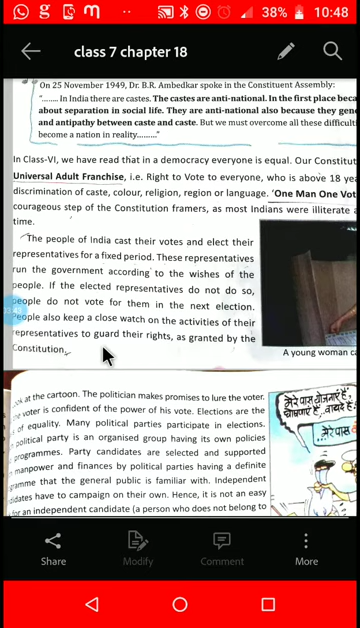 38% 10:48
class 7 chapter 18
On 25 November 1949, Dr. B.R. Ambedkar spoke in the Constituent Assembly:
"........ In India there are castes. The castes are anti-national. In the first place beca
about separation in social life. They are anti-national also because they gene
and antipathy between caste and caste. But we must overcome all these difficult
become a nation in reality.........”
In Class-VI, we have read that in a democracy everyone is equal. Our Constitut
Universal Adult Franchise, i.e. Right to Vote to everyone, who is above 18 yea
discrimination of caste, colour, religion, region or language. 'One Man One Vot
courageous step of the Constitution framers, as most Indians were illiterate a
time.
The people of India cast their votes and elect their
representatives for a fixed period. These representatives
run the government according to the wishes of the
people. If the elected representatives do not do so,
people do not vote for them in the next election.
People also keep a close watch on the activities of their
representatives to guard their rights, as granted by the
Constitution.
A young woman c
ok at the cartoon. The politician makes promises to lure the voter.
voter is confident of the power of his vote. Elections are the
of equality. Many political parties participate in elections.
political party is an organised group having its own policies
programmes. Party candidates are selected and supported
manpower and finances by political parties having a definite
gramme that the general public is familiar with. Independent
didates have to campaign on their own. Hence, it is not an easy
for an independent candidate (a person who does not belong to
मेरे पास योजनाएं हैं,
वायदे हैं
मेरे पास
Share
Modify
Comment
More